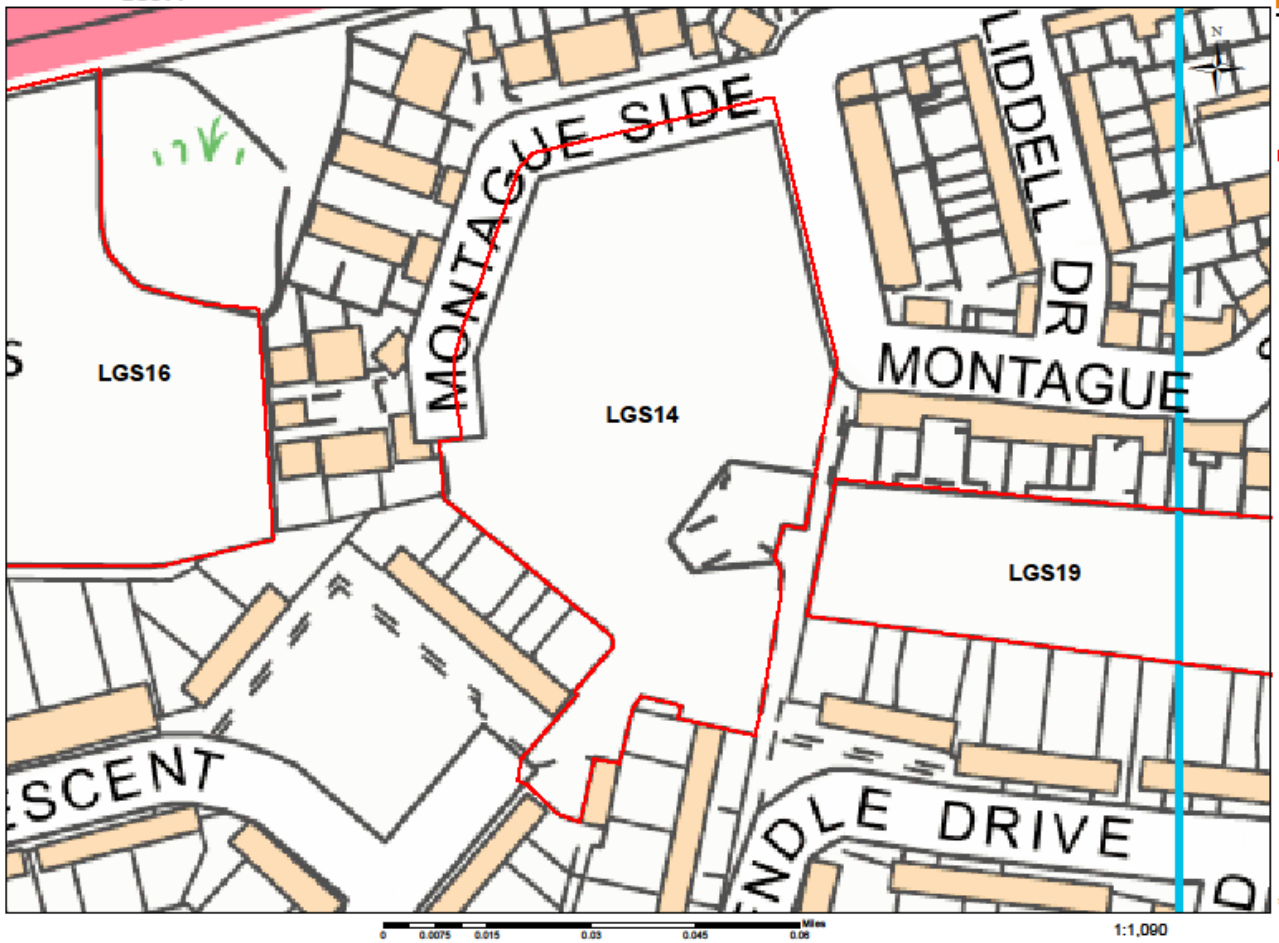 N
LIDDELL DR
MONTAGUE SIDE
S
LGS16
LGS14
MONTAGUE
LGS19
ESCENT
ENDLE DRIVE
D
Miles
0 0.0075 0.015 0.03 0.045 0.06
1:1,090